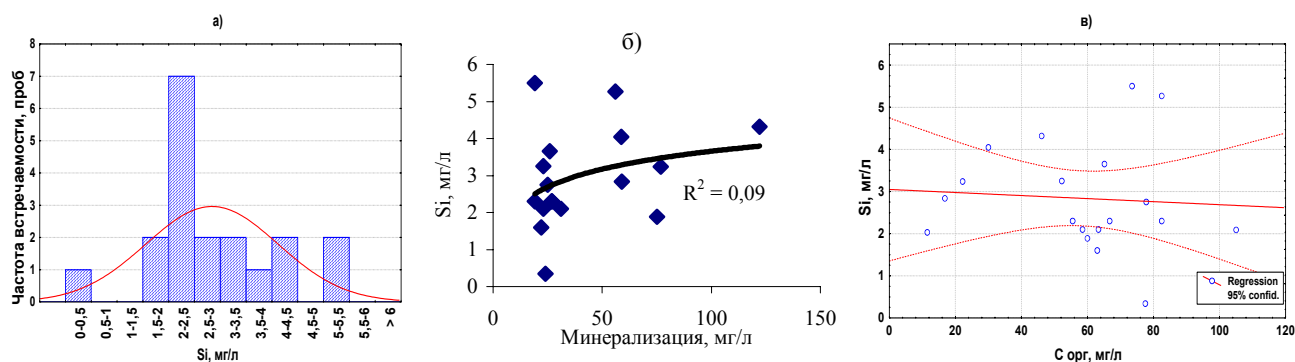 а)
Частота встречаемости, проб
8
7
6
5
4
3
2
1
0
0-0,5
0,5-1
1-1,5
1,5-2
2-2,5
2,5-3
3-3,5
3,5-4
4-4,5
4,5-5
5-5,5
5,5-6
> 6
Si, мг/л
б)
Si, мг/л
6
5
4
3
2
1
0
R² = 0,09
0 50 100 150
Минерализация, мг/л
в)
Si, мг/л
6
5
4
3
2
1
0
Regression
95% confid.
0 20 40 60 80 100 120
С орг, мг/л